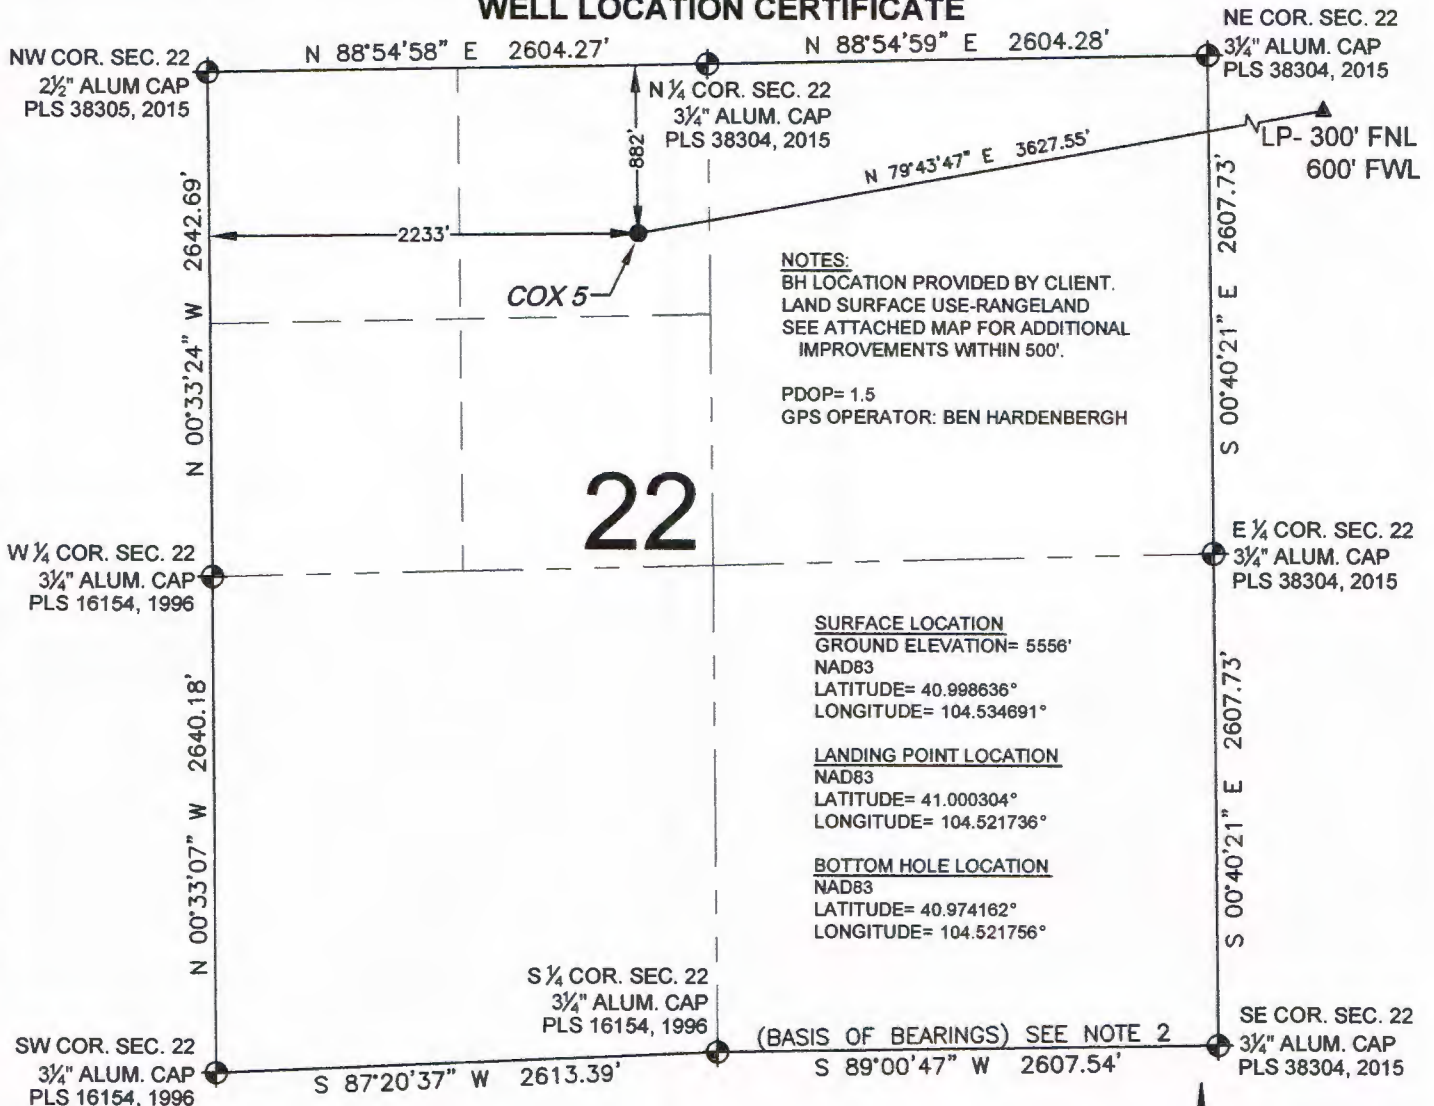 WELL LOCATION CERTIFICATE
NW COR. SEC. 22
2½" ALUM CAP
PLS 38305, 2015
N 88°54'58" E 2604.27'
N 88°54'59" E 2604.28'
NE COR. SEC. 22
3¼" ALUM. CAP
PLS 38304, 2015
N ¼ COR. SEC. 22
3¼" ALUM. CAP
PLS 38304, 2015
882'
N 79°43'47" E 3627.55'
LP- 300' FNL
600' FWL
2233'
COX 5
N 00°33'24" W 2642.69'
S 00°40'21" E 2607.73'
NOTES:
BH LOCATION PROVIDED BY CLIENT.
LAND SURFACE USE-RANGELAND
SEE ATTACHED MAP FOR ADDITIONAL
IMPROVEMENTS WITHIN 500'.
PDOP= 1.5
GPS OPERATOR: BEN HARDENBERGH
22
W ¼ COR. SEC. 22
3¼" ALUM. CAP
PLS 16154, 1996
E ¼ COR. SEC. 22
3¼" ALUM. CAP
PLS 38304, 2015
SURFACE LOCATION
GROUND ELEVATION= 5556'
NAD83
LATITUDE= 40.998636°
LONGITUDE= 104.534691°
LANDING POINT LOCATION
NAD83
LATITUDE= 41.000304°
LONGITUDE= 104.521736°
BOTTOM HOLE LOCATION
NAD83
LATITUDE= 40.974162°
LONGITUDE= 104.521756°
N 00°33'07" W 2640.18'
S 00°40'21" E 2607.73'
S ¼ COR. SEC. 22
3¼" ALUM. CAP
PLS 16154, 1996
(BASIS OF BEARINGS) SEE NOTE 2
S 89°00'47" W 2607.54'
SW COR. SEC. 22
3¼" ALUM. CAP
PLS 16154, 1996
S 87°20'37" W 2613.39'
SE COR. SEC. 22
3¼" ALUM. CAP
PLS 38304, 2015